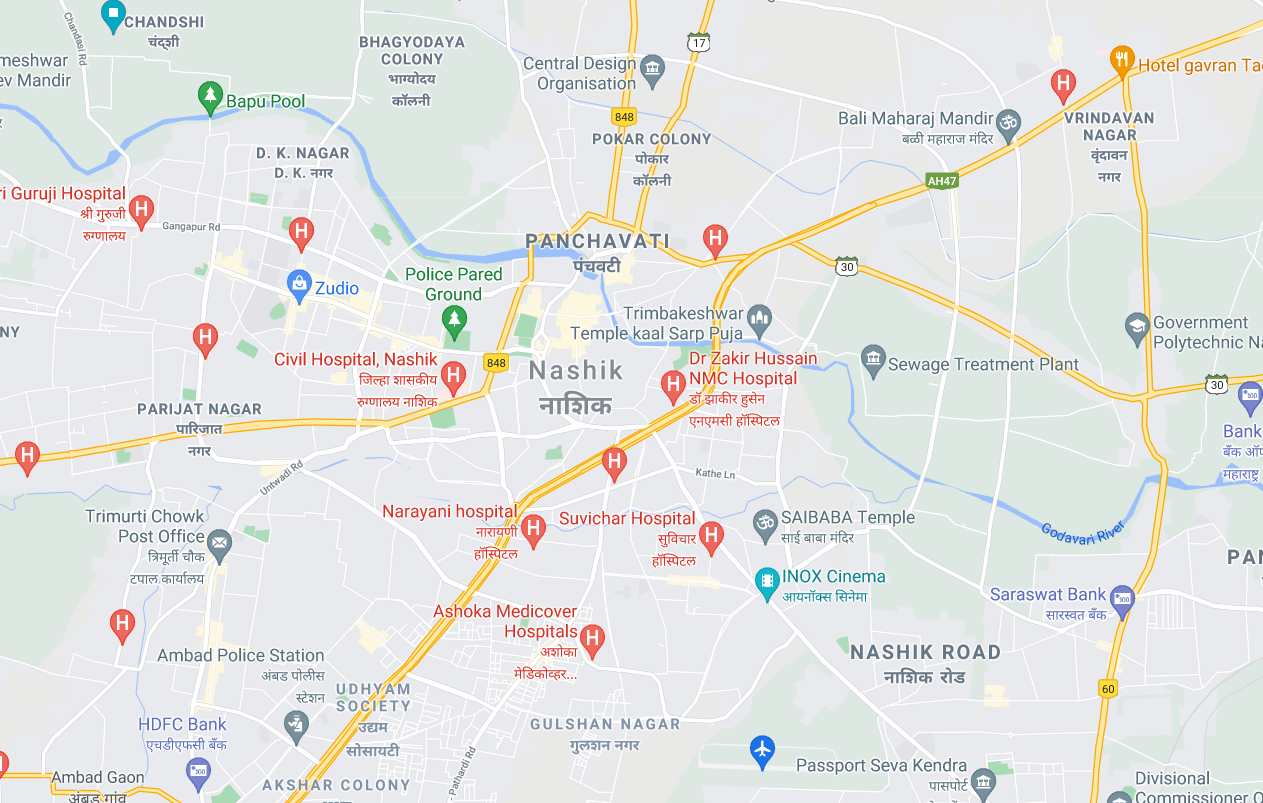 CHANDSHI
चंद्शी
Chandasi Rd
BHAGYODAYA
COLONY
भाग्योदय
कॉलनी
Central Design
Organisation
17
Hotel gavran Ta
meshwar
ev Mandir
Bapu Pool
848
Bali Maharaj Mandir
बळी महाराज मंदिर
VRINDAVAN
NAGAR
वृंदावन
नगर
POKAR COLONY
पोकार
कॉलनी
D. K. NAGAR
D. K. नगर
AH47
ri Guruji Hospital
श्री गुरुजी
रुग्णालय
Gangapur Rd
PANCHAVATI
पंचवटी
30
Police Pared
Ground
Zudio
Trimbakeshwar
Temple kaal Sarp Puja
Government
Polytechnic Na
NY
Civil Hospital, Nashik
जिल्हा शासकीय
रुग्णालय नाशिक
848
Nashik
नाशिक
Dr Zakir Hussain
NMC Hospital
डॉ झाकीर हुसेन
एनएमसी हॉस्पिटल
Sewage Treatment Plant
30
PARIJAT NAGAR
पारिजात
नगर
Bank
बँक ऑफ
महाराष्ट्र
Untwadi Rd
Kathe Ln
Trimurti Chowk
Post Office
त्रिमूर्ती चौक
टपाल कार्यालय
Narayani hospital
नारायणी
हॉस्पिटल
Suvichar Hospital
सुविचार
हॉस्पिटल
SAIBABA Temple
साई बाबा मंदिर
Godavari River
PAN
INOX Cinema
आयनॉक्स सिनेमा
Saraswat Bank
सारस्वत बँक
Ashoka Medicover
Hospitals
अशोका
मेडिकोव्हर...
Ambad Police Station
अंबड पोलीस
स्टेशन
NASHIK ROAD
नाशिक रोड
UDHYAM
SOCIETY
उद्यम
सोसायटी
60
HDFC Bank
एचडीएफसी बँक
GULSHAN NAGAR
गुलशन नगर
Pathardi Rd
Passport Seva Kendra
पासपोर्ट
Ambad Gaon
अंबड गांव
AKSHAR COLONY
Divisional
Commissioner O